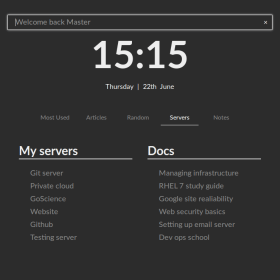 Welcome back Master ×
15:15
Thursday | 22th June
Most Used Articles Random Servers Notes
My servers
Git server
Private cloud
GoScience
Website
Github
Testing server
Docs
Managing infrastructure
RHEL 7 study guide
Google site realiability
Web security basics
Setting up email server
Dev ops school